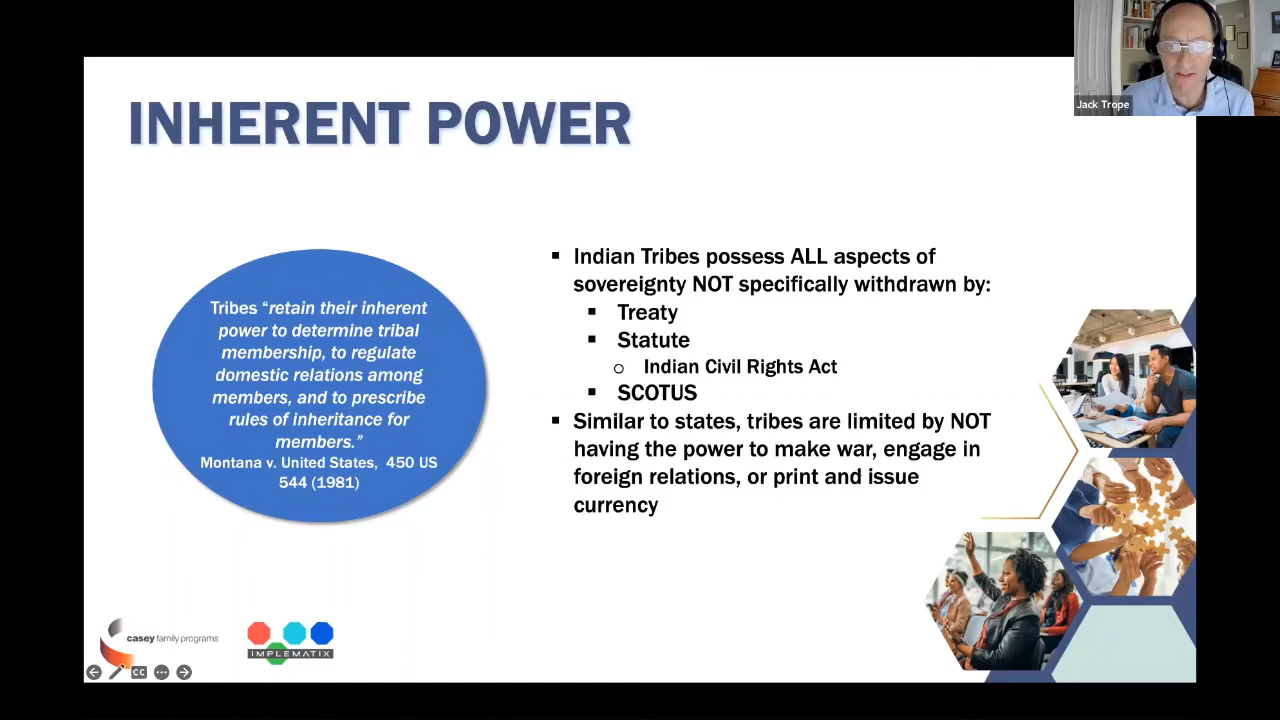 Jack Trope
INHERENT POWER
Tribes “retain their inherent
power to determine tribal
membership, to regulate
domestic relations among
members, and to prescribe
rules of inheritance for
members.”
Montana v. United States, 450 US
544 (1981)
▪ Indian Tribes possess ALL aspects of
sovereignty NOT specifically withdrawn by:
▪ Treaty
▪ Statute
o Indian Civil Rights Act
▪ SCOTUS
▪ Similar to states, tribes are limited by NOT
having the power to make war, engage in
foreign relations, or print and issue
currency
casey family programs
IMPLEMATIX
CC